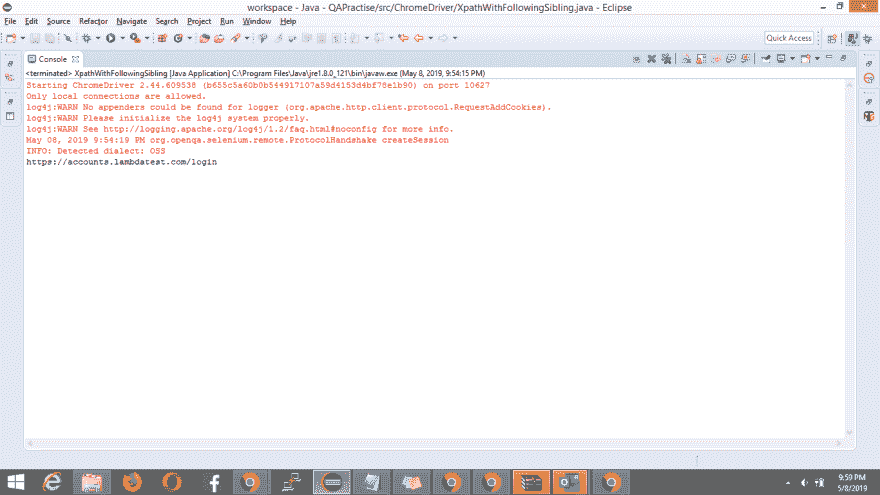 workspace - Java - QAPractise/src/ChromeDriver/XpathWithFollowingSibling.java - Eclipse
File Edit Source Refactor Navigate Search Project Run Window Help
Quick Access
Console
<terminated> XpathWithFollowingSibling [Java Application] C:\Program Files\Java\jre1.8.0_121\bin\javaw.exe (May 8, 2019, 9:54:15 PM)
Starting ChromeDriver 2.44.609538 on port 10627
Only local connections are allowed.
log4j:WARN No appenders could be found for logger (org.apache.http.client.protocol.RequestAddCookies).
log4j:WARN Please initialize the log4j system properly.
log4j:WARN See http://logging.apache.org/log4j/1.2/faq.html#noconfig for more info.
May 08, 2019 9:54:19 PM org.openqa.selenium.remote.ProtocolHandshake createSession
INFO: Detected dialect: OSS
https://accounts.lambdatest.com/login
9:59 PM
5/8/2019